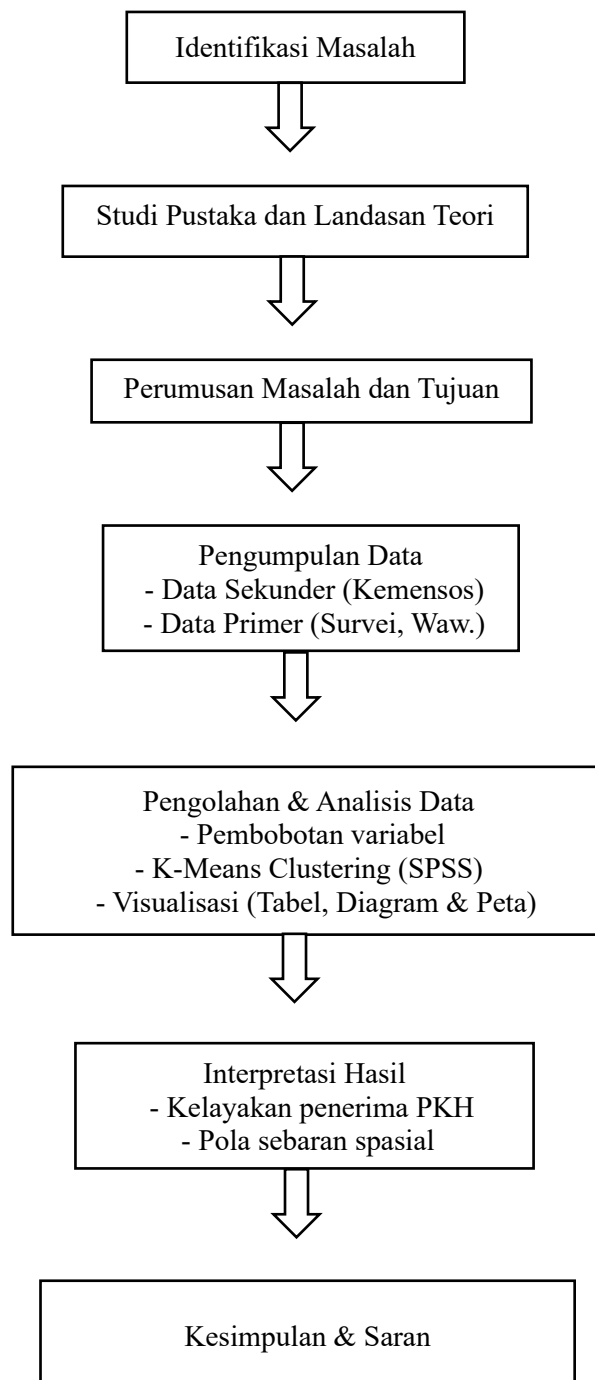 Identifikasi Masalah
Studi Pustaka dan Landasan Teori
Perumusan Masalah dan Tujuan
Pengumpulan Data
- Data Sekunder (Kemensos)
- Data Primer (Survei, Waw.)
Pengolahan & Analisis Data
- Pembobotan variabel
- K-Means Clustering (SPSS)
- Visualisasi (Tabel, Diagram & Peta)
Interpretasi Hasil
- Kelayakan penerima PKH
- Pola sebaran spasial
Kesimpulan & Saran